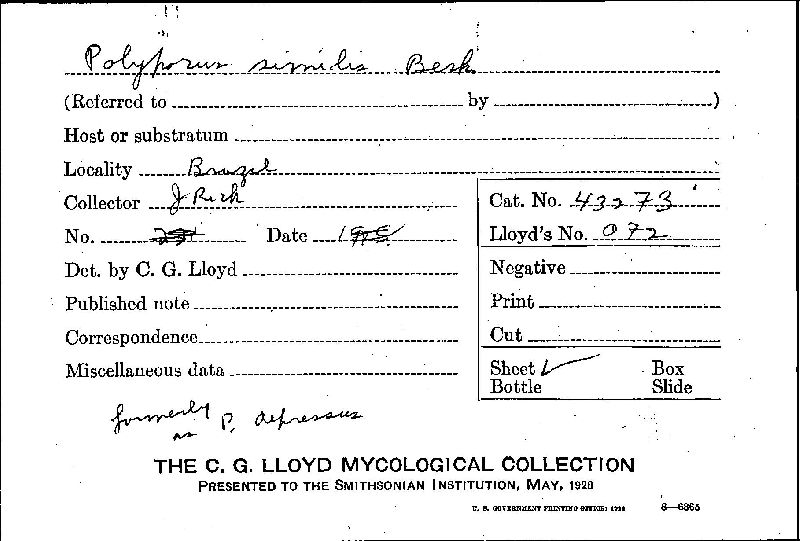 Polyporus similis Berk
(Referred to by )
Host or substratum
Locality Brazil
Collector J Rick
No. Date
Det. by C. G. Lloyd
Published note
Correspondence
Miscellaneous data
Cat. No. 43273
Lloyd's No. 072
Negative
Print
Cut
Sheet ✓ Box
Bottle Slide
formerly
as P. depressus
THE C. G. LLOYD MYCOLOGICAL COLLECTION
PRESENTED TO THE SMITHSONIAN INSTITUTION, MAY, 1928
U. S. GOVERNMENT PRINTING OFFICE: 1928 8—6365